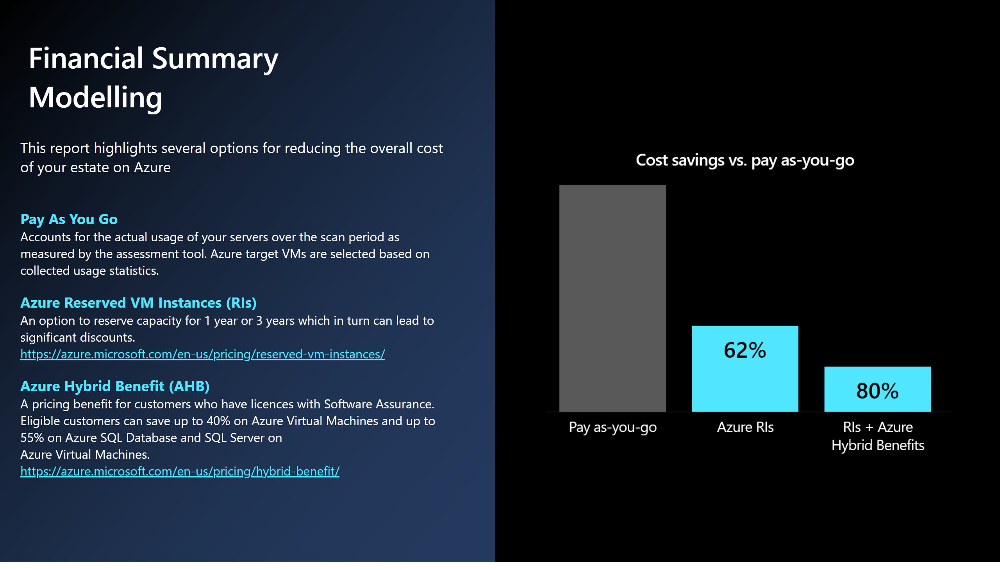 Financial Summary
Modelling
This report highlights several options for reducing the overall cost
of your estate on Azure
Pay As You Go
Accounts for the actual usage of your servers over the scan period as
measured by the assessment tool. Azure target VMs are selected based on
collected usage statistics.
Azure Reserved VM Instances (RIs)
An option to reserve capacity for 1 year or 3 years which in turn can lead to
significant discounts.
https://azure.microsoft.com/en-us/pricing/reserved-vm-instances/
Azure Hybrid Benefit (AHB)
A pricing benefit for customers who have licences with Software Assurance.
Eligible customers can save up to 40% on Azure Virtual Machines and up to
55% on Azure SQL Database and SQL Server on
Azure Virtual Machines.
https://azure.microsoft.com/en-us/pricing/hybrid-benefit/
Cost savings vs. pay as-you-go
62%
80%
Pay as-you-go
Azure RIs
RIs + Azure
Hybrid Benefits